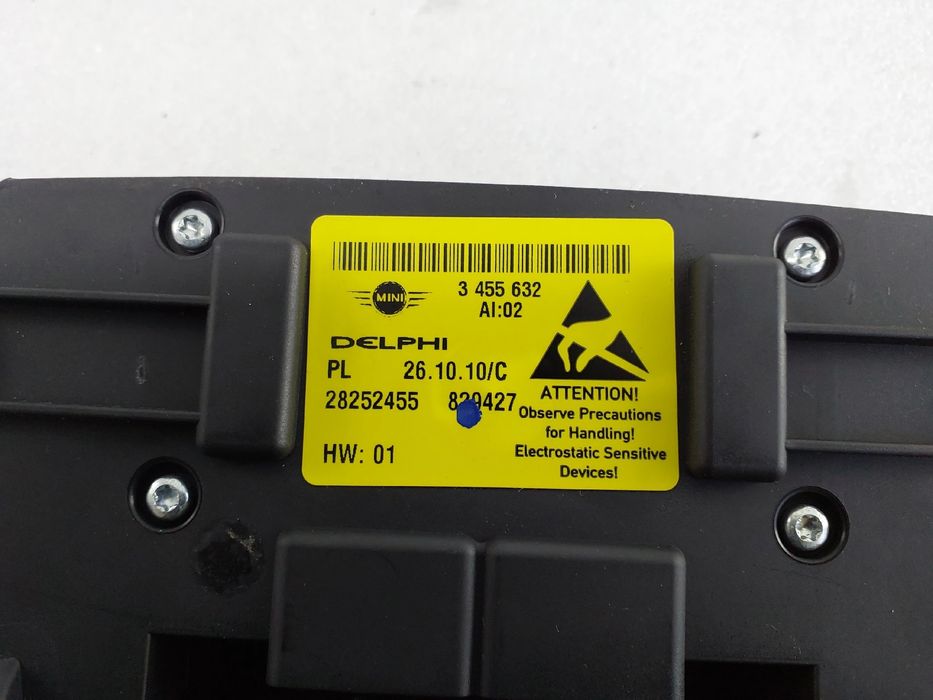 MINI
3 455 632
AI:02
DELPHI
PL 26.10.10/C
28252455
HW: 01
ATTENTION!
Observe Precautions
for Handling!
Electrostatic Sensitive
Devices!